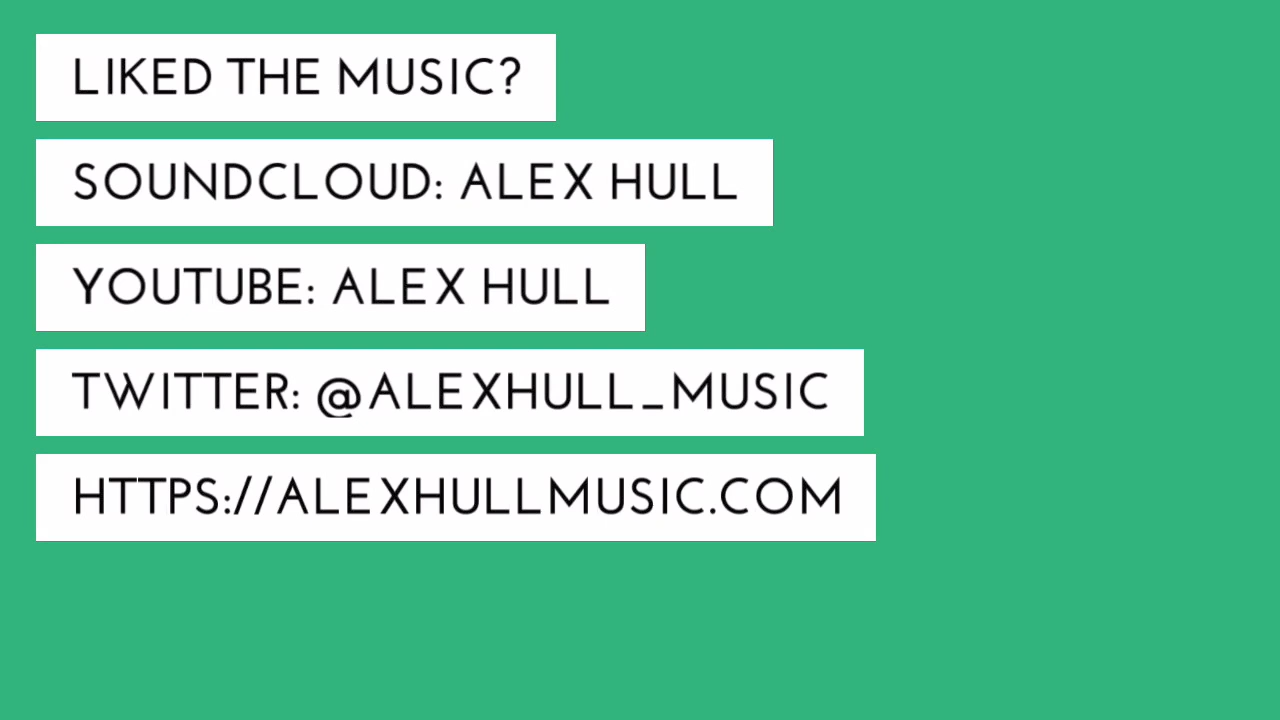 LIKED THE MUSIC?
SOUNDCLOUD: ALEX HULL
YOUTUBE: ALEX HULL
TWITTER: @ALEXHULL_MUSIC
HTTPS://ALEXHULLMUSIC.COM